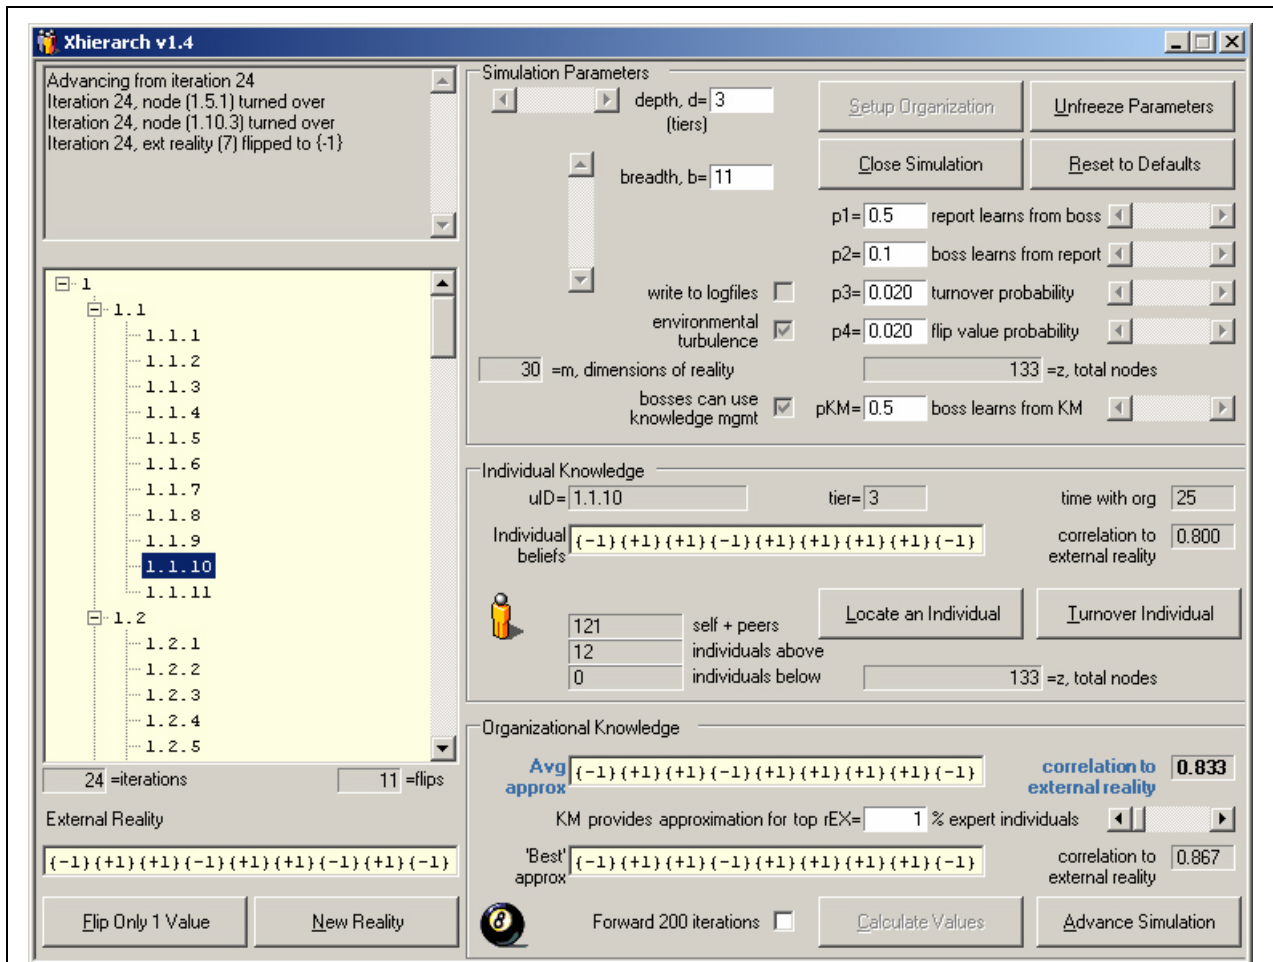 Xhierarch v1.4
Advancing from iteration 24
Iteration 24, node (1.5.1) turned over
Iteration 24, node (1.10.3) turned over
Iteration 24, ext reality (7) flipped to {-1}
1
1.1
1.1.1
1.1.2
1.1.3
1.1.4
1.1.5
1.1.6
1.1.7
1.1.8
1.1.9
1.1.10
1.1.11
1.2
1.2.1
1.2.2
1.2.3
1.2.4
1.2.5
24 =iterations 11 =flips
External Reality
{-1}{+1}{+1}{-1}{+1}{+1}{-1}{+1}{-1}
Flip Only 1 Value New Reality
Simulation Parameters
depth, d= 3
(tiers)
Setup Organization Unfreeze Parameters
breadth, b= 11
Close Simulation Reset to Defaults
p1= 0.5 report learns from boss
p2= 0.1 boss learns from report
write to logfiles p3= 0.020 turnover probability
environmental
turbulence p4= 0.020 flip value probability
30 =m, dimensions of reality 133 =z, total nodes
bosses can use
knowledge mgmt pKM= 0.5 boss learns from KM
Individual Knowledge
uID= 1.1.10 tier= 3 time with org 25
Individual
beliefs {-1}{+1}{+1}{-1}{+1}{+1}{+1}{+1}{-1} correlation to
external reality 0.800
Locate an Individual Turnover Individual
121 self + peers
12 individuals above
0 individuals below 133 =z, total nodes
Organizational Knowledge
Avg
approx {-1}{+1}{+1}{-1}{+1}{+1}{+1}{+1}{-1} correlation to
external reality 0.833
KM provides approximation for top rEX= 1 % expert individuals
'Best'
approx {-1}{+1}{+1}{-1}{+1}{+1}{+1}{+1}{-1} correlation to
external reality 0.867
8 Forward 200 iterations Calculate Values Advance Simulation